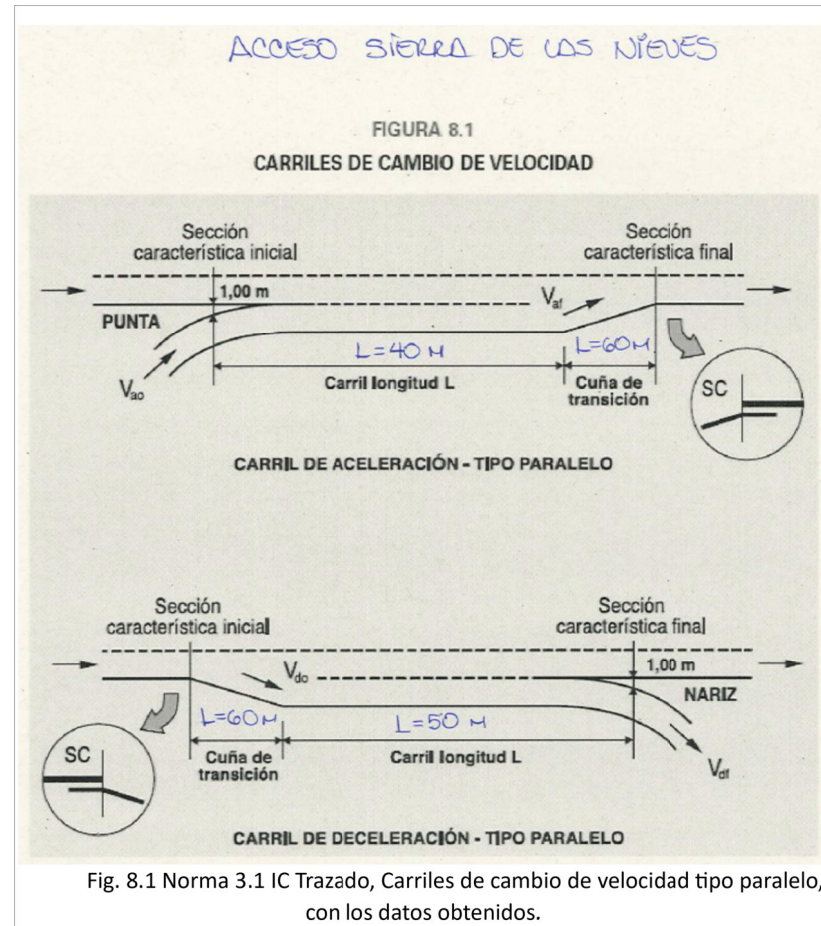 ACCESO SIERRA DE LAS NIEVES
FIGURA 8.1
CARRILES DE CAMBIO DE VELOCIDAD
Sección
característica inicial
Sección
característica final
1,00 m
PUNTA
Vao
Vaf
L=40 M
L=60M
Carril longitud L
Cuña de
transición
SC
CARRIL DE ACELERACIÓN - TIPO PARALELO
Sección
característica inicial
Sección
característica final
Vdo
1,00 m
NARIZ
L=60M
L=50 M
SC
Cuña de
transición
Carril longitud L
Vdf
CARRIL DE DECELERACIÓN - TIPO PARALELO
Fig. 8.1 Norma 3.1 IC Trazado, Carriles de cambio de velocidad tipo paralelo,
con los datos obtenidos.